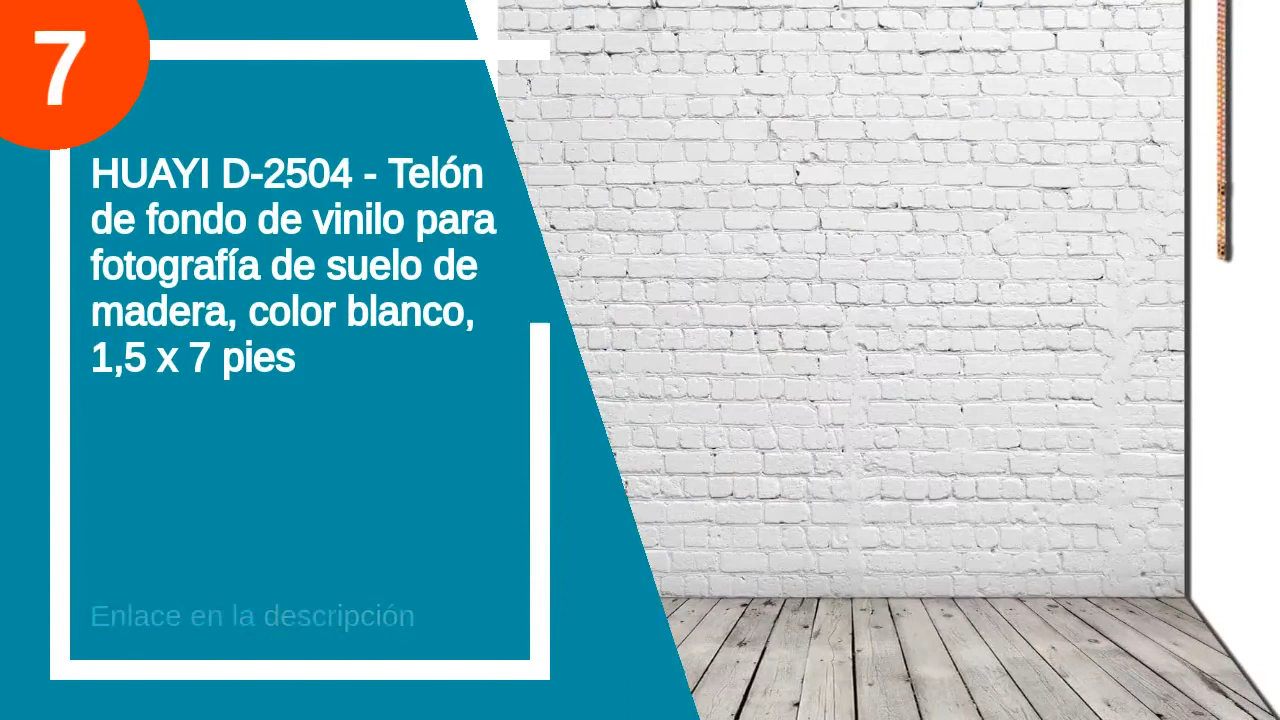 7
HUAYI D-2504 - Telón
de fondo de vinilo para
fotografía de suelo de
madera, color blanco,
1,5 x 7 pies
Enlace en la descripción